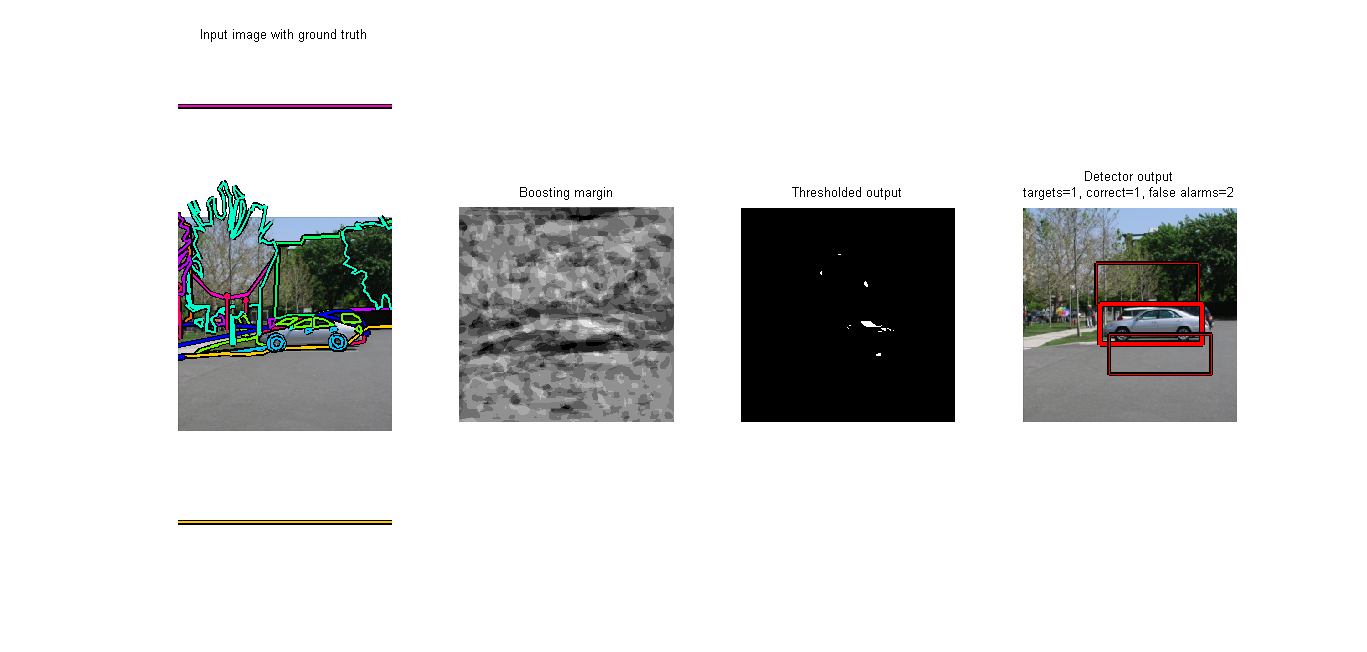 Input image with ground truth
Boosting margin
Thresholded output
Detector output
targets=1, correct=1, false alarms=2